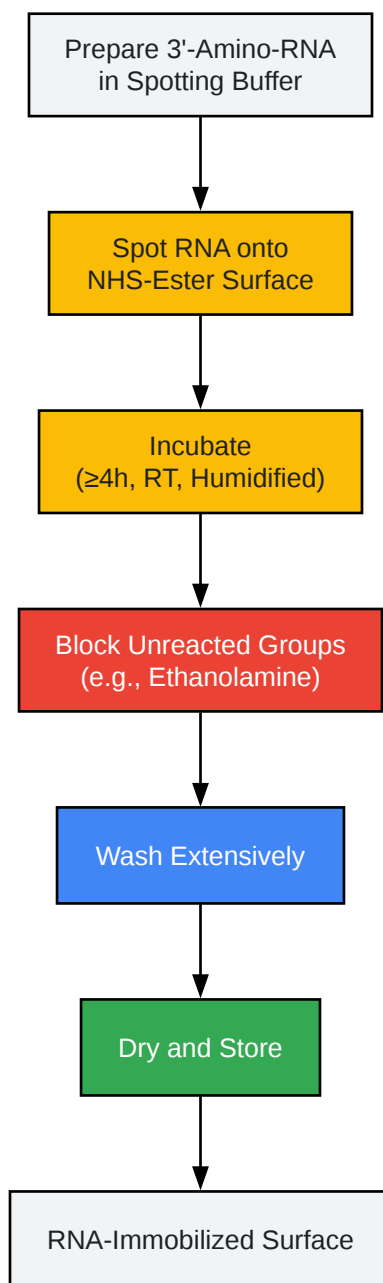 Prepare 3'-Amino-RNA
in Spotting Buffer
Spot RNA onto
NHS-Ester Surface
Incubate
(≥4h, RT, Humidified)
Block Unreacted Groups
(e.g., Ethanolamine)
Wash Extensively
Dry and Store
RNA-Immobilized Surface